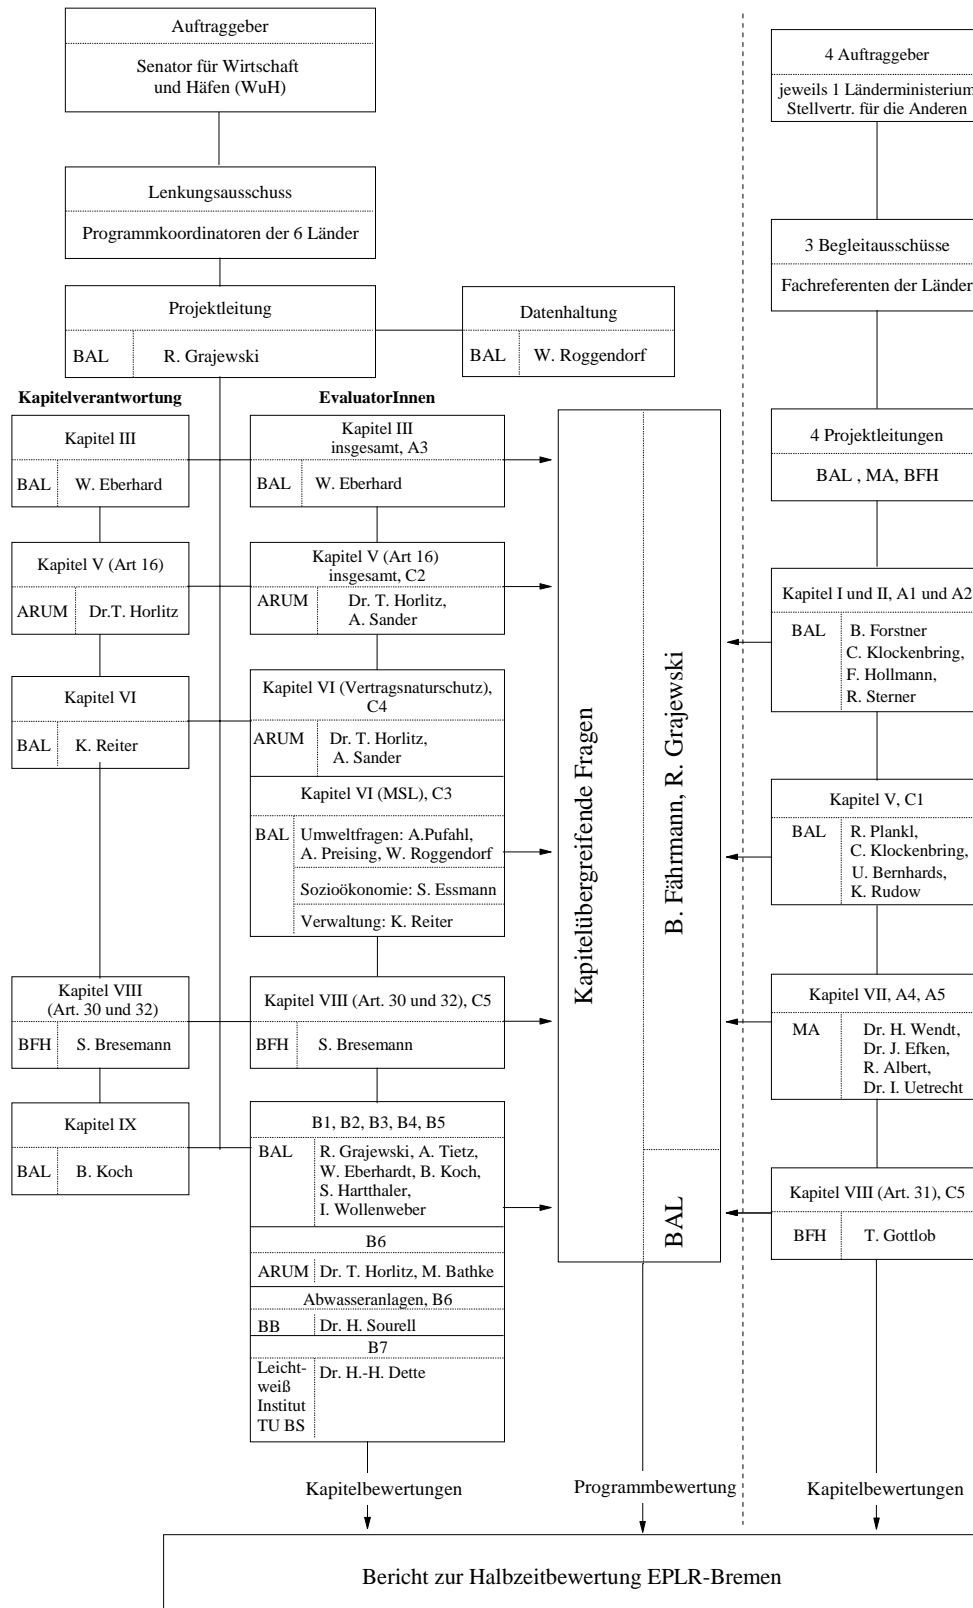 Auftraggeber
Senator für Wirtschaft
und Häfen (WuH)
Lenkungsausschuss
Programmkoordinatoren der 6 Länder
Projektleitung
BAL R. Grajewski
Datenhaltung
BAL W. Roggendorf
Kapitelverantwortung
Kapitel III
BAL W. Eberhard
Kapitel V (Art 16)
ARUM Dr.T. Horlitz
Kapitel VI
BAL K. Reiter
Kapitel VIII
(Art. 30 und 32)
BFH S. Bresemann
Kapitel IX
BAL B. Koch
EvaluatorInnen
Kapitel III
insgesamt, A3
BAL W. Eberhard
Kapitel V (Art 16)
insgesamt, C2
ARUM Dr. T. Horlitz,
A. Sander
Kapitel VI (Vertragsnaturschutz),
C4
ARUM Dr. T. Horlitz,
A. Sander
Kapitel VI (MSL), C3
BAL Umweltfragen: A.Pufahl,
A. Preising, W. Roggendorf
Sozioökonomie: S. Essmann
Verwaltung: K. Reiter
Kapitel VIII (Art. 30 und 32), C5
BFH S. Bresemann
B1, B2, B3, B4, B5
BAL R. Grajewski, A. Tietz,
W. Eberhardt, B. Koch,
S. Hartthaler,
I. Wollenweber
B6
ARUM Dr. T. Horlitz, M. Bathke
Abwasseranlagen, B6
BB Dr. H. Sourell
B7
Leicht- Dr. H.-H. Dette
weiß
Institut
TU BS
Kapitelübergreifende Fragen
B. Fährmann, R. Grajewski
BAL
4 Auftraggeber
jeweils 1 Länderministerium
Stellvertr. für die Anderen
3 Begleitausschüsse
Fachreferenten der Länder
4 Projektleitungen
BAL , MA, BFH
Kapitel I und II, A1 und A2
BAL B. Forstner
C. Klockenbring,
F. Hollmann,
R. Sterner
Kapitel V, C1
BAL R. Plankl,
C. Klockenbring,
U. Bernhards,
K. Rudow
Kapitel VII, A4, A5
MA Dr. H. Wendt,
Dr. J. Efken,
R. Albert,
Dr. I. Uetrecht
Kapitel VIII (Art. 31), C5
BFH T. Gottlob
Kapitelbewertungen
Programmbewertung
Kapitelbewertungen
Bericht zur Halbzeitbewertung EPLR-Bremen